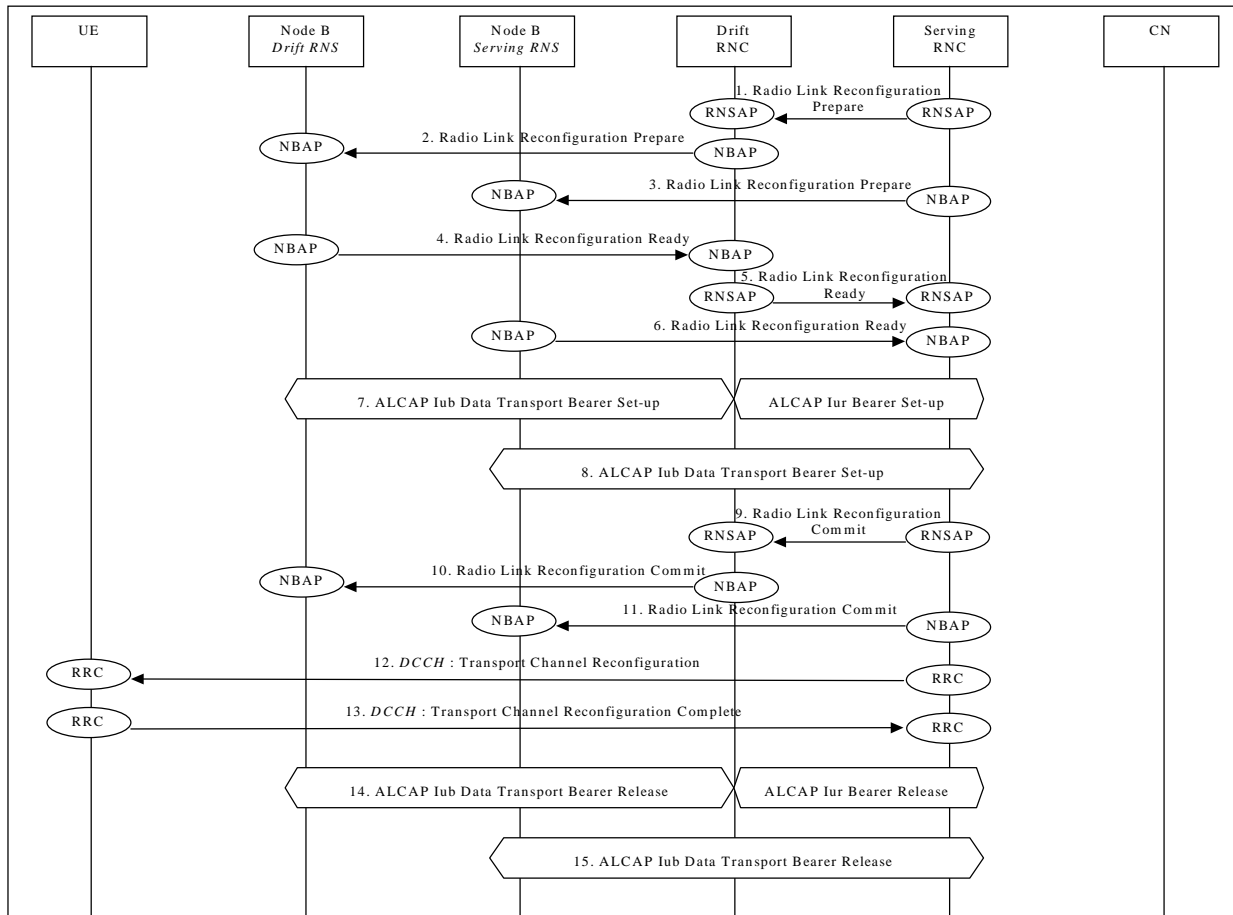 UE
Node B
Drift RNS
Node B
Serving RNS
Drift
RNC
Serving
RNC
CN
1. Radio Link Reconfiguration
Prepare
RNSAP
RNSAP
2. Radio Link Reconfiguration Prepare
NBAP
NBAP
3. Radio Link Reconfiguration Prepare
NBAP
NBAP
4. Radio Link Reconfiguration Ready
NBAP
NBAP
5. Radio Link Reconfiguration
Ready
RNSAP
RNSAP
6. Radio Link Reconfiguration Ready
NBAP
NBAP
7. ALCAP Iub Data Transport Bearer Set-up
ALCAP Iur Bearer Set-up
8. ALCAP Iub Data Transport Bearer Set-up
9. Radio Link Reconfiguration
Commit
RNSAP
RNSAP
10. Radio Link Reconfiguration Commit
NBAP
NBAP
11. Radio Link Reconfiguration Commit
NBAP
NBAP
12. DCCH : Transport Channel Reconfiguration
RRC
RRC
13. DCCH : Transport Channel Reconfiguration Complete
RRC
RRC
14. ALCAP Iub Data Transport Bearer Release
ALCAP Iur Bearer Release
15. ALCAP Iub Data Transport Bearer Release